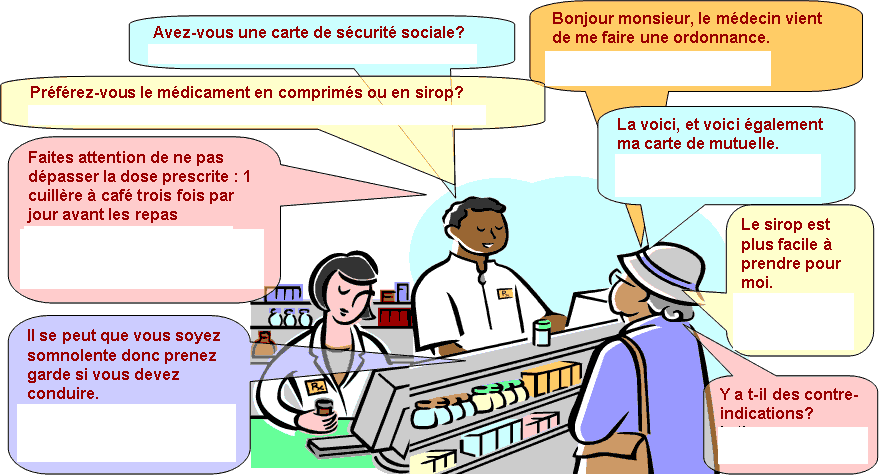 Bonjour monsieur, le médecin vient
de me faire une ordonnance.
Avez-vous une carte de sécurité sociale?
La voici, et voici également
ma carte de mutuelle.
Préférez-vous le médicament en comprimés ou en sirop?
Le sirop est
plus facile à
prendre pour
moi.
Faites attention de ne pas
dépasser la dose prescrite : 1
cuillère à café trois fois par
jour avant les repas
Y a t-il des contre-
indications?
Il se peut que vous soyez
somnolente donc prenez
garde si vous devez
conduire.